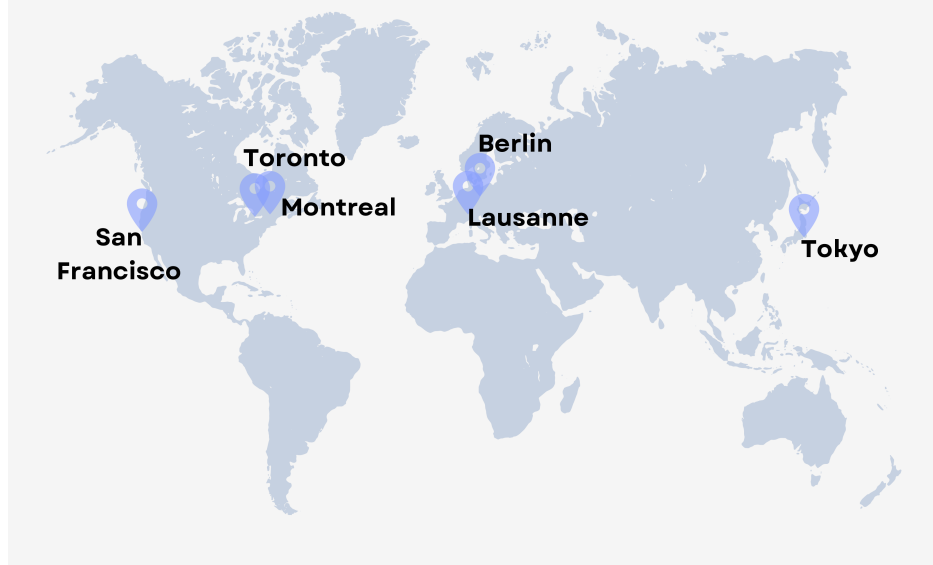 Berlin
Toronto
Montreal
Lausanne
San
Francisco
Tokyo